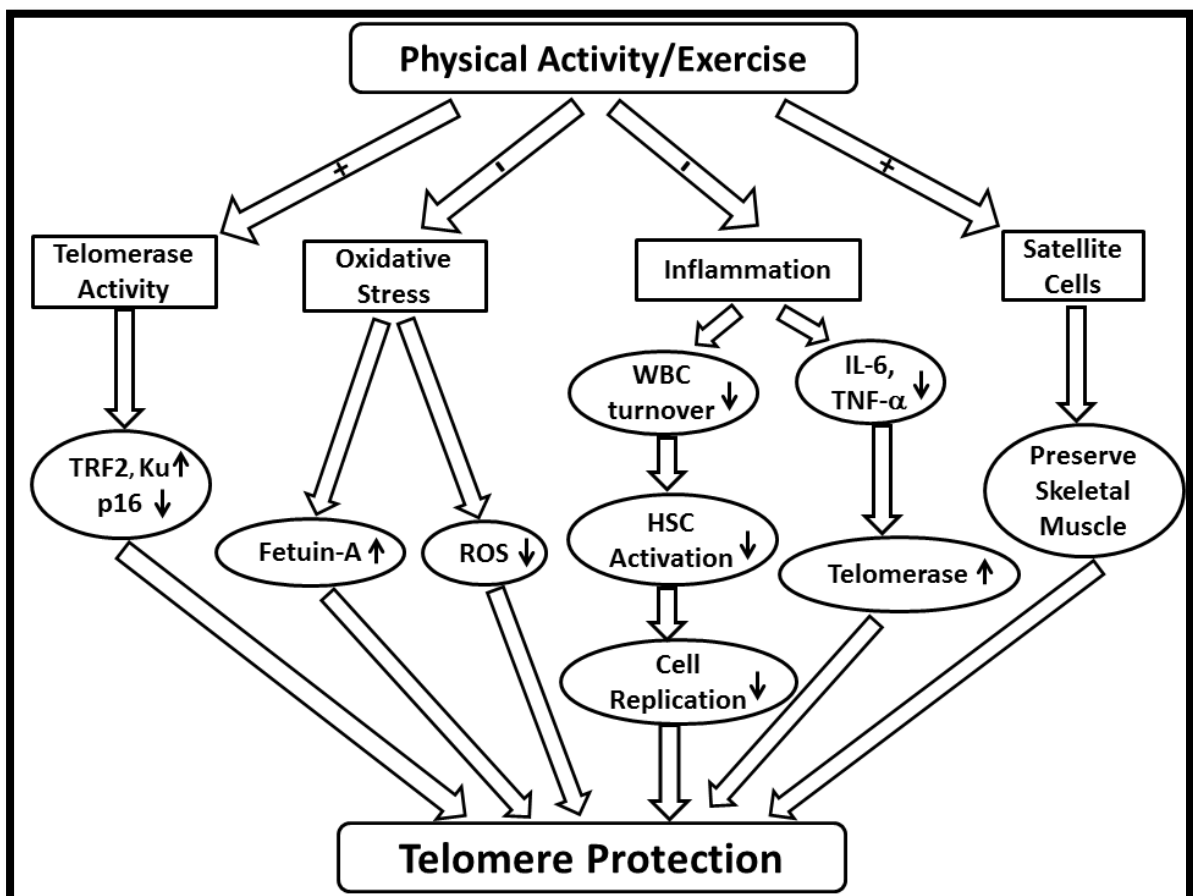 Physical Activity/Exercise
+
-
-
+
Telomerase
Activity
Oxidative
Stress
Inflammation
Satellite
Cells
WBC
turnover ↓
IL-6,
TNF-α ↓
TRF2, Ku↑
p16 ↓
Fetuin-A ↑
ROS ↓
HSC
Activation ↓
Telomerase ↑
Preserve
Skeletal
Muscle
Cell
Replication ↓
Telomere Protection